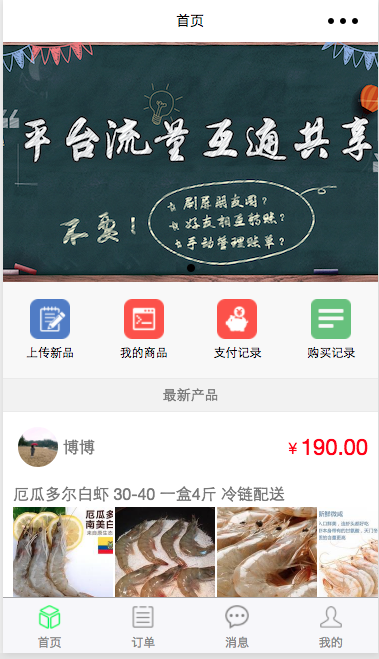 首页
平台流量互通共享
不要!
刷屏朋友圈?
好友相互转账?
手动管理账单?
上传新品
我的商品
支付记录
购买记录
最新产品
博博
¥190.00
厄瓜多尔白虾 30-40 一盒4斤 冷链配送
厄瓜多
南美白
新鲜微咸
首页
订单
消息
我的